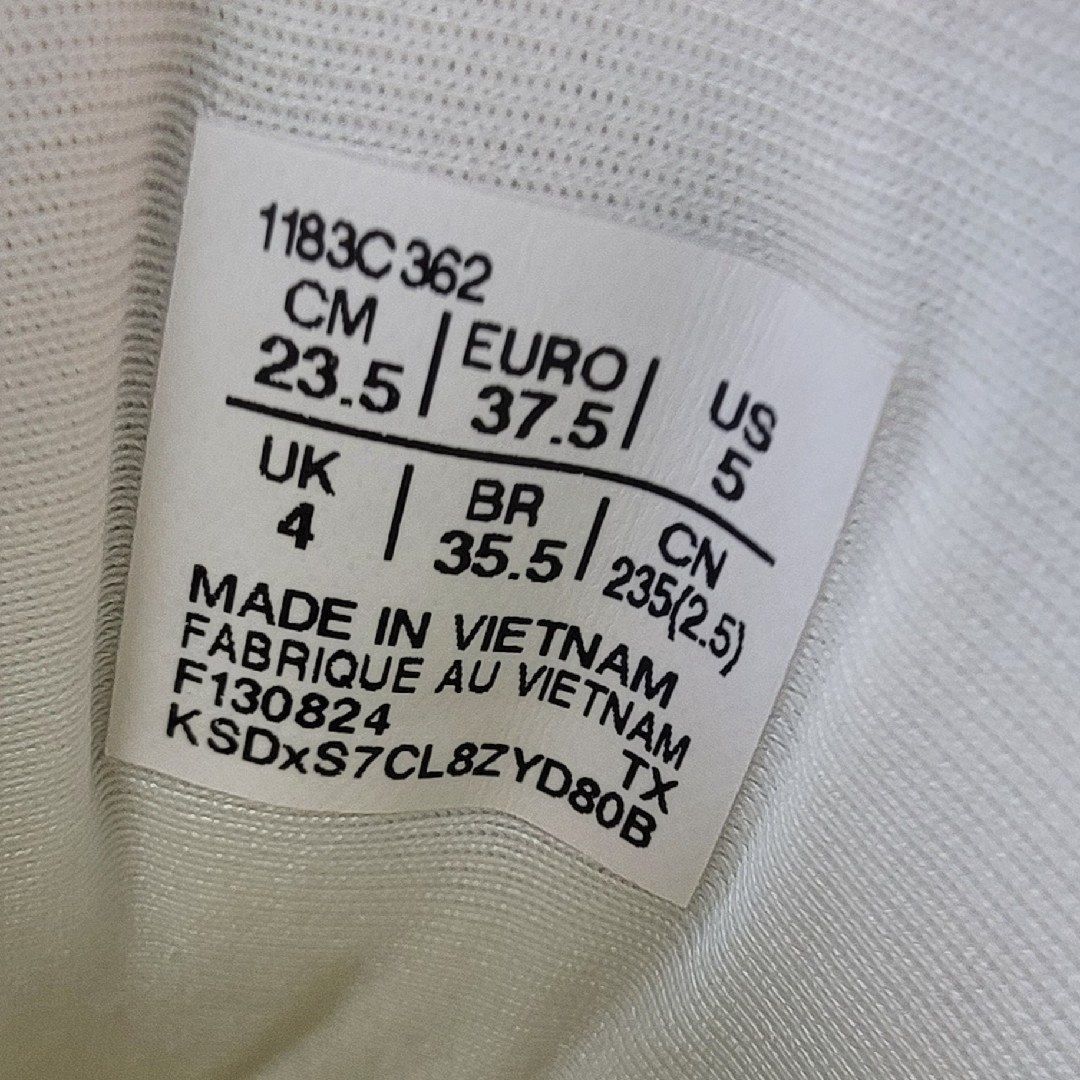 1183C362
CM | EURO | US
23.5 | 37.5 | 5
UK | BR | CN
4 | 35.5 | 235(2.5)
MADE IN VIETNAM
FABRIQUE AU VIETNAM
F130824 TX
KSDxS7CL8ZYD80B